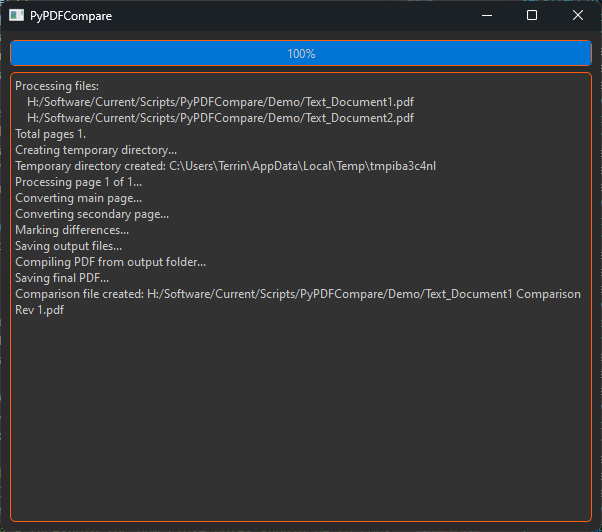 PyPDFCompare
100%
Processing files:
H:/Software/Current/Scripts/PyPDFCompare/Demo/Text_Document1.pdf
H:/Software/Current/Scripts/PyPDFCompare/Demo/Text_Document2.pdf
Total pages 1.
Creating temporary directory...
Temporary directory created: C:\Users\Terrin\AppData\Local\Temp\tmpiba3c4nl
Processing page 1 of 1...
Converting main page...
Converting secondary page...
Marking differences...
Saving output files...
Compiling PDF from output folder...
Saving final PDF...
Comparison file created: H:/Software/Current/Scripts/PyPDFCompare/Demo/Text_Document1 Comparison
Rev 1.pdf